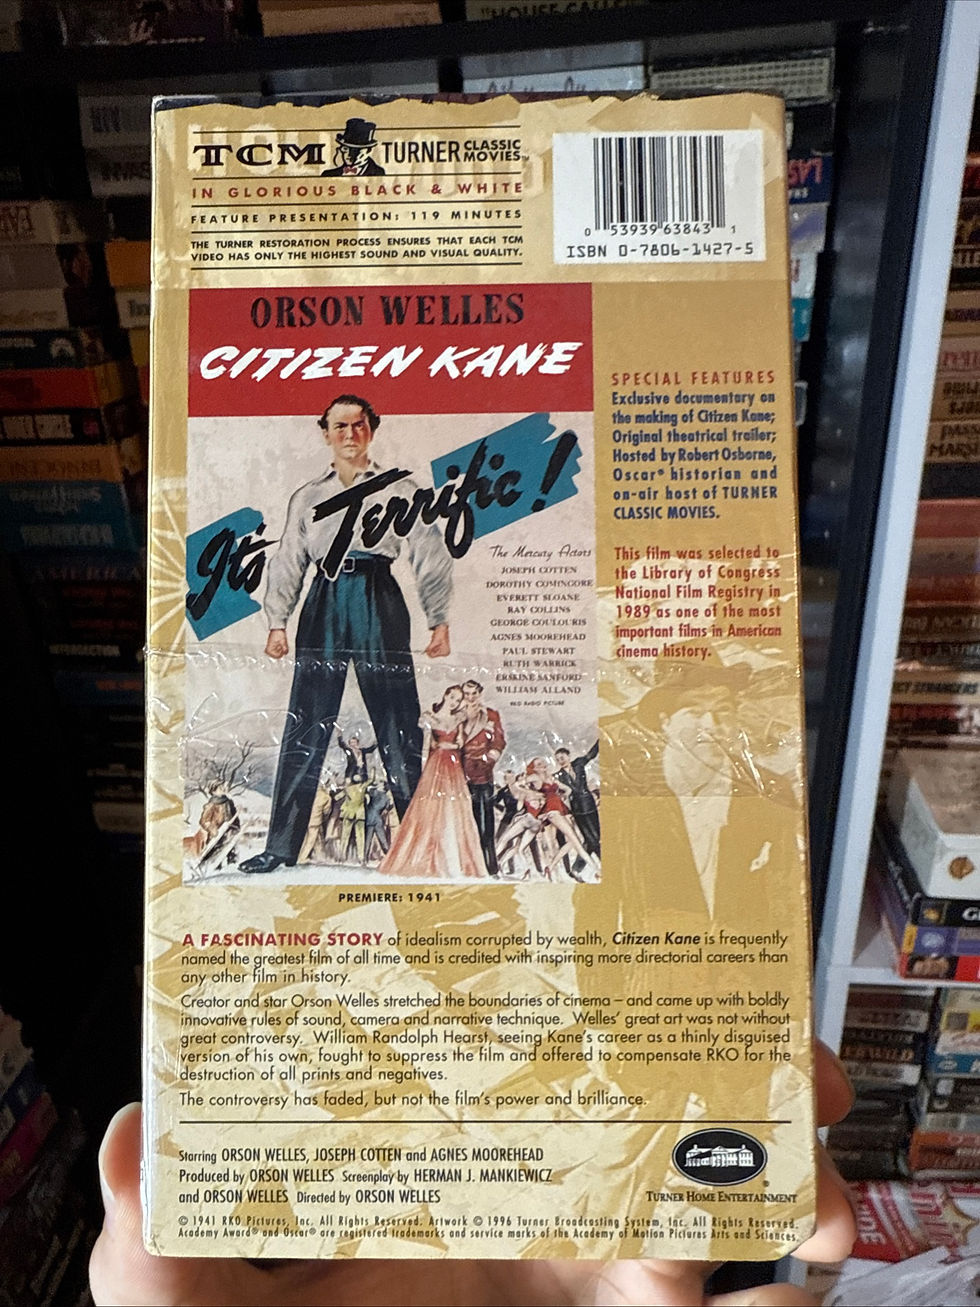 TCM TURNER CLASSIC MOVIES™
IN GLORIOUS BLACK & WHITE
FEATURE PRESENTATION: 119 MINUTES
THE TURNER RESTORATION PROCESS ENSURES THAT EACH TCM
VIDEO HAS ONLY THE HIGHEST SOUND AND VISUAL QUALITY.
0 53939 63843 1
ISBN 0-7806-1427-5
ORSON WELLES
CITIZEN KANE
It's Terrific!
The Mercury Actors
JOSEPH COTTEN
DOROTHY COMINGORE
EVERETT SLOANE
RAY COLLINS
GEORGE COULOURIS
AGNES MOOREHEAD
PAUL STEWART
RUTH WARRICK
ERSKINE SANFORD
WILLIAM ALLAND
RKO RADIO PICTURE
SPECIAL FEATURES
Exclusive documentary on
the making of Citizen Kane;
Original theatrical trailer;
Hosted by Robert Osborne,
Oscar® historian and
on-air host of TURNER
CLASSIC MOVIES.
This film was selected to
the Library of Congress
National Film Registry in
1989 as one of the most
important films in American
cinema history.
PREMIERE: 1941
A FASCINATING STORY of idealism corrupted by wealth, Citizen Kane is frequently
named the greatest film of all time and is credited with inspiring more directorial careers than
any other film in history.
Creator and star Orson Welles stretched the boundaries of cinema – and came up with boldly
innovative rules of sound, camera and narrative technique. Welles' great art was not without
great controversy. William Randolph Hearst, seeing Kane's career as a thinly disguised
version of his own, fought to suppress the film and offered to compensate RKO for the
destruction of all prints and negatives.
The controversy has faded, but not the film's power and brilliance.
Starring ORSON WELLES, JOSEPH COTTEN and AGNES MOOREHEAD
Produced by ORSON WELLES Screenplay by HERMAN J. MANKIEWICZ
and ORSON WELLES Directed by ORSON WELLES
®
TURNER HOME ENTERTAINMENT
© 1941 RKO Pictures, Inc. All Rights Reserved. Artwork © 1996 Turner Broadcasting System, Inc. All Rights Reserved.
Academy Award® and Oscar® are registered trademarks and service marks of the Academy of Motion Pictures Arts and Sciences.